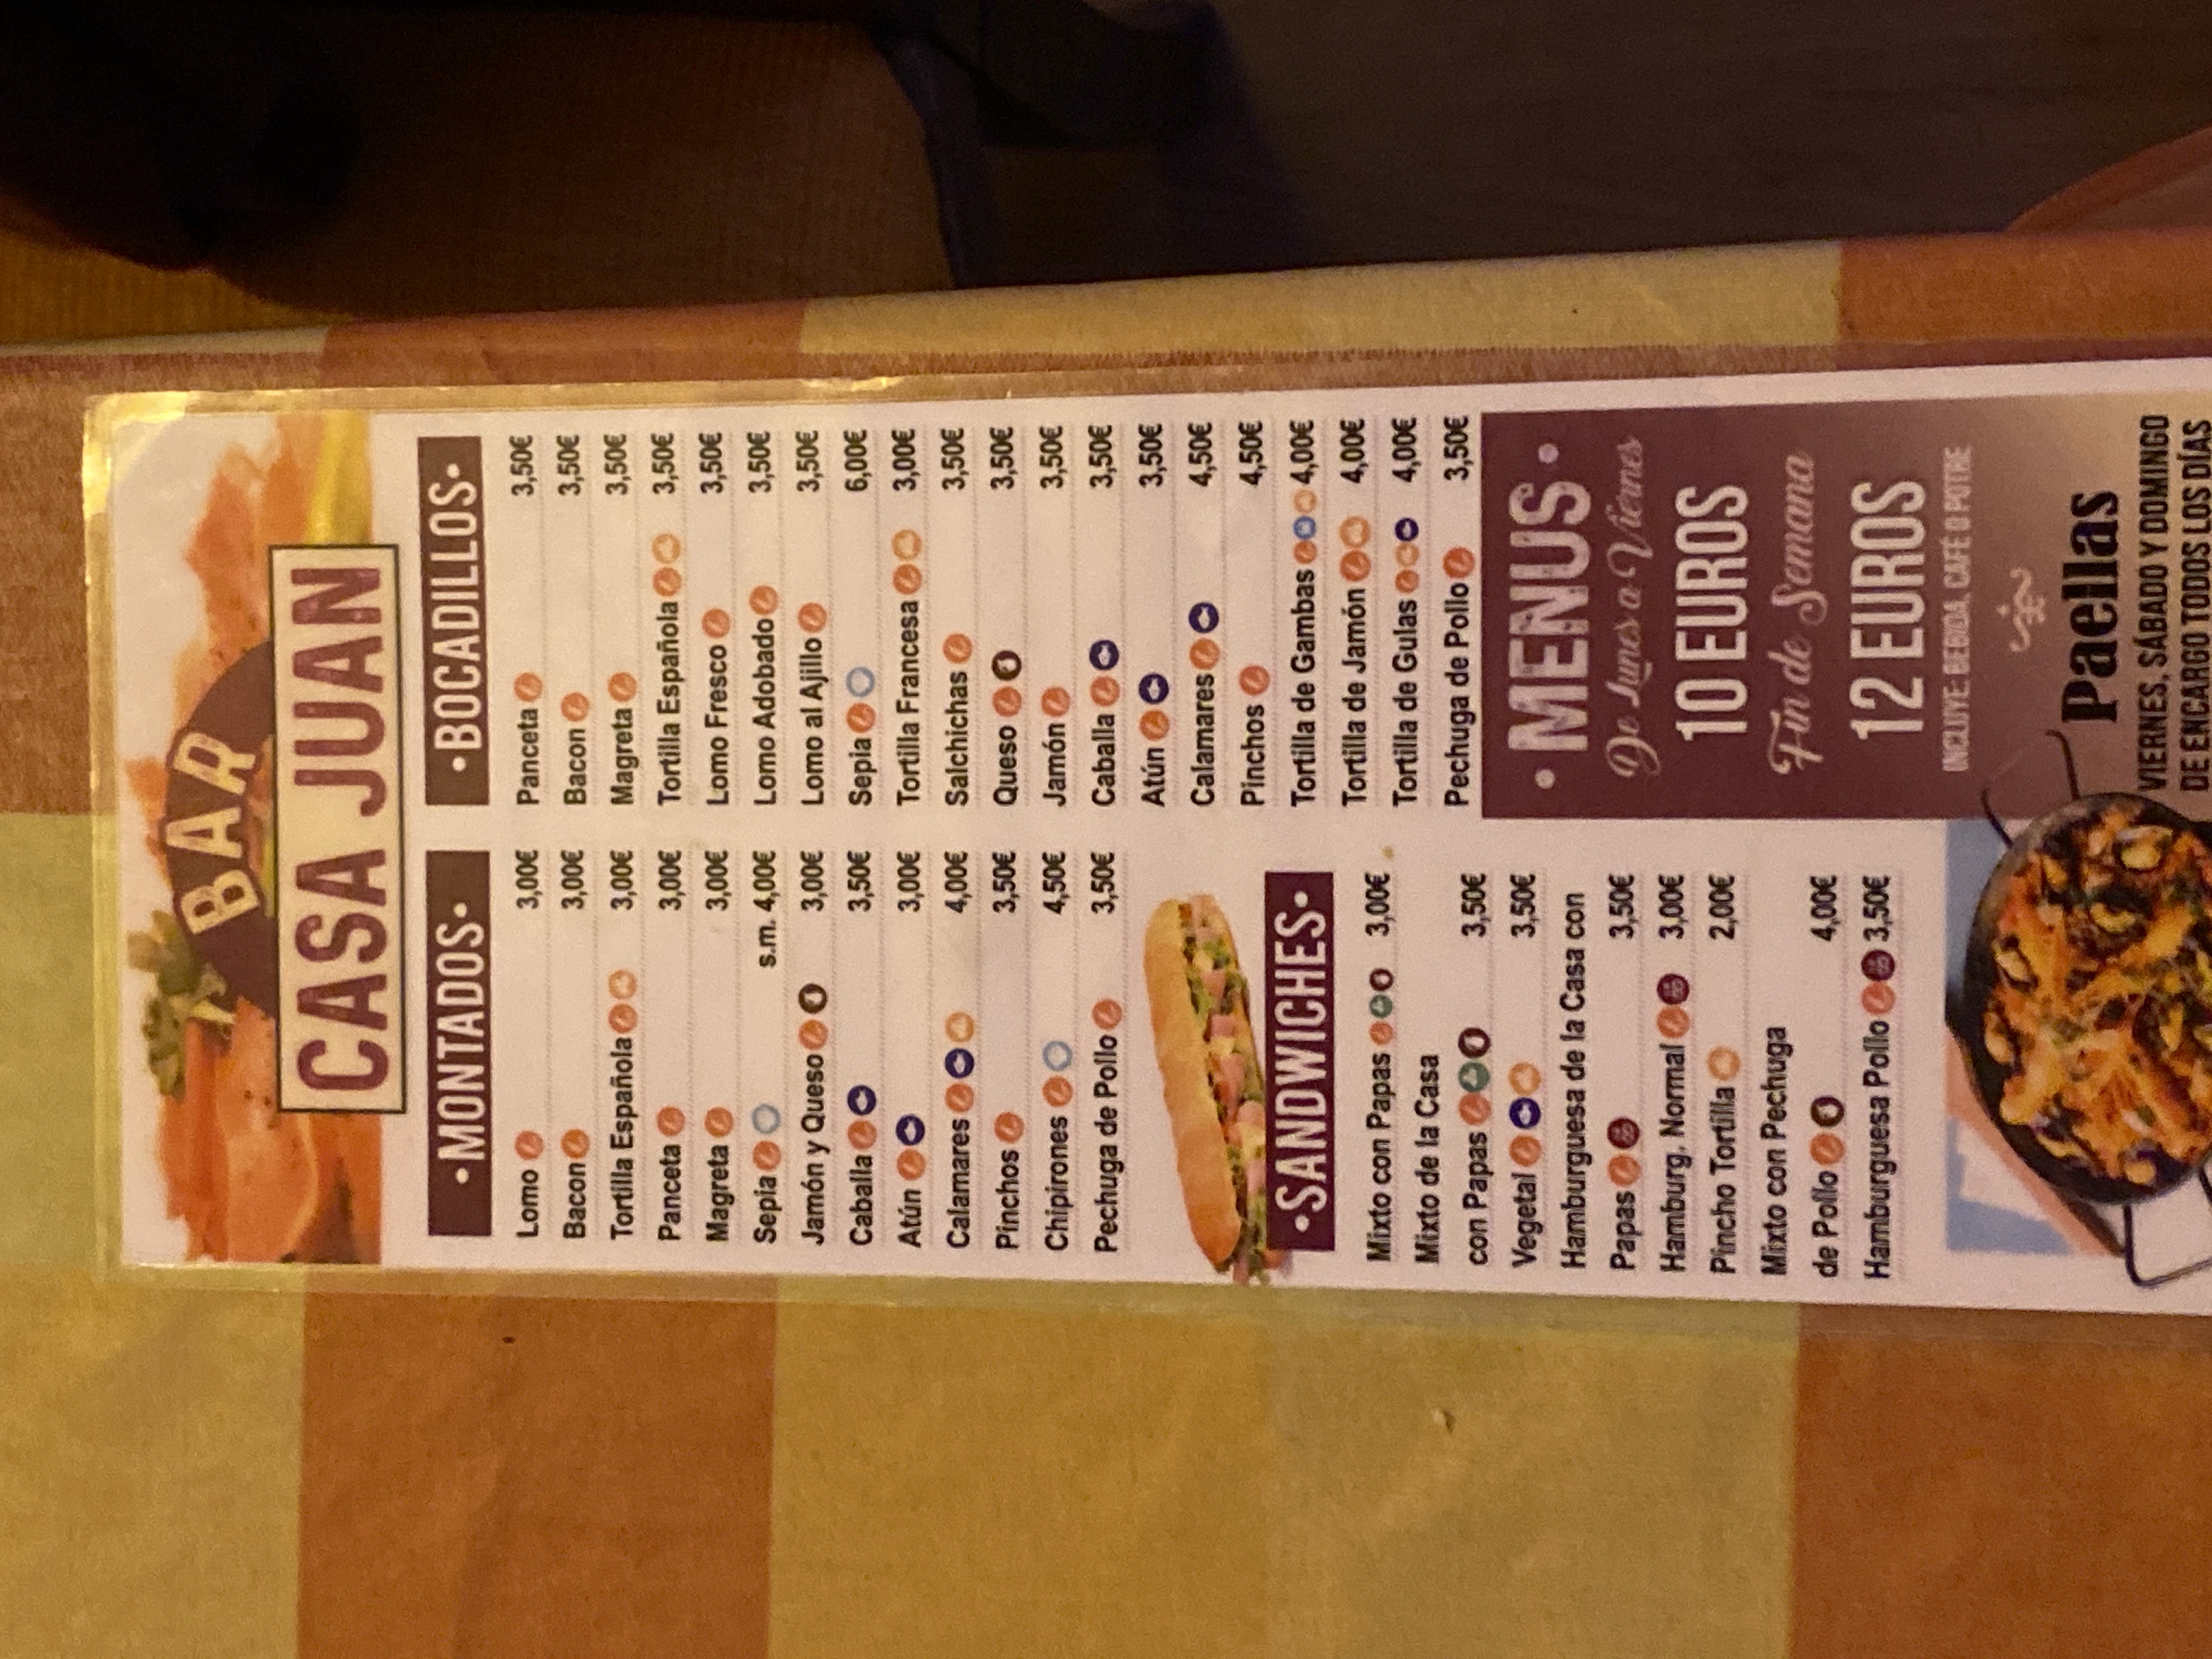 BAR
CASA JUAN
•MONTADOS•
Lomo 3,00€
Bacon 3,00€
Tortilla Española 3,00€
Panceta 3,00€
Magreta 3,00€
Sepia s.m. 4,00€
Jamón y Queso 3,00€
Caballa 3,50€
Atún 3,00€
Calamares 4,00€
Pinchos 3,50€
Chipirones 4,50€
Pechuga de Pollo 3,50€
•SANDWICHES•
Mixto con Papas 3,00€
Mixto de la Casa
con Papas 3,50€
Vegetal 3,50€
Hamburguesa de la Casa con
Papas 3,50€
Hamburg. Normal 3,00€
Pincho Tortilla 2,00€
Mixto con Pechuga
de Pollo 4,00€
Hamburguesa Pollo 3,50€
•BOCADILLOS•
Panceta 3,50€
Bacon 3,50€
Magreta 3,50€
Tortilla Española 3,50€
Lomo Fresco 3,50€
Lomo Adobado 3,50€
Lomo al Ajillo 3,50€
Sepia 6,00€
Tortilla Francesa 3,00€
Salchichas 3,50€
Queso 3,50€
Jamón 3,50€
Caballa 3,50€
Atún 3,50€
Calamares 4,50€
Pinchos 4,50€
Tortilla de Gambas 4,00€
Tortilla de Jamón 4,00€
Tortilla de Gulas 4,00€
Pechuga de Pollo 3,50€
• MENUS •
De Lunes a Viernes
10 EUROS
Fin de Semana
12 EUROS
INCLUYE: BEBIDA, CAFÉ O POTRE
Paellas
VIERNES, SÁBADO Y DOMINGO
DE ENCARGO TODOS LOS DÍAS